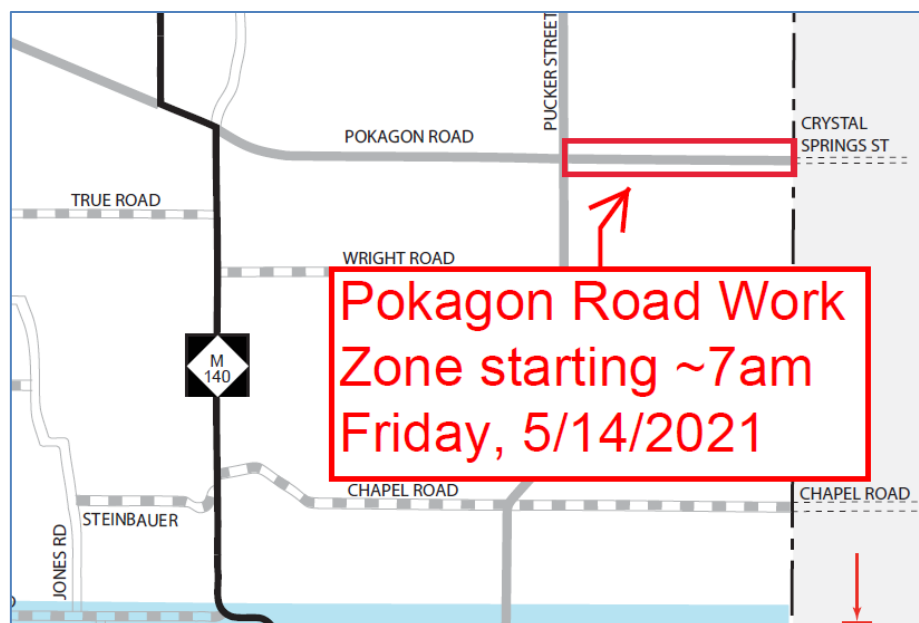 PUCKER STREET
CRYSTAL
SPRINGS ST
POKAGON ROAD
TRUE ROAD
WRIGHT ROAD
Pokagon Road Work
Zone starting ~7am
Friday, 5/14/2021
M
140
CHAPEL ROAD
CHAPEL ROAD
STEINBAUER
JONES RD